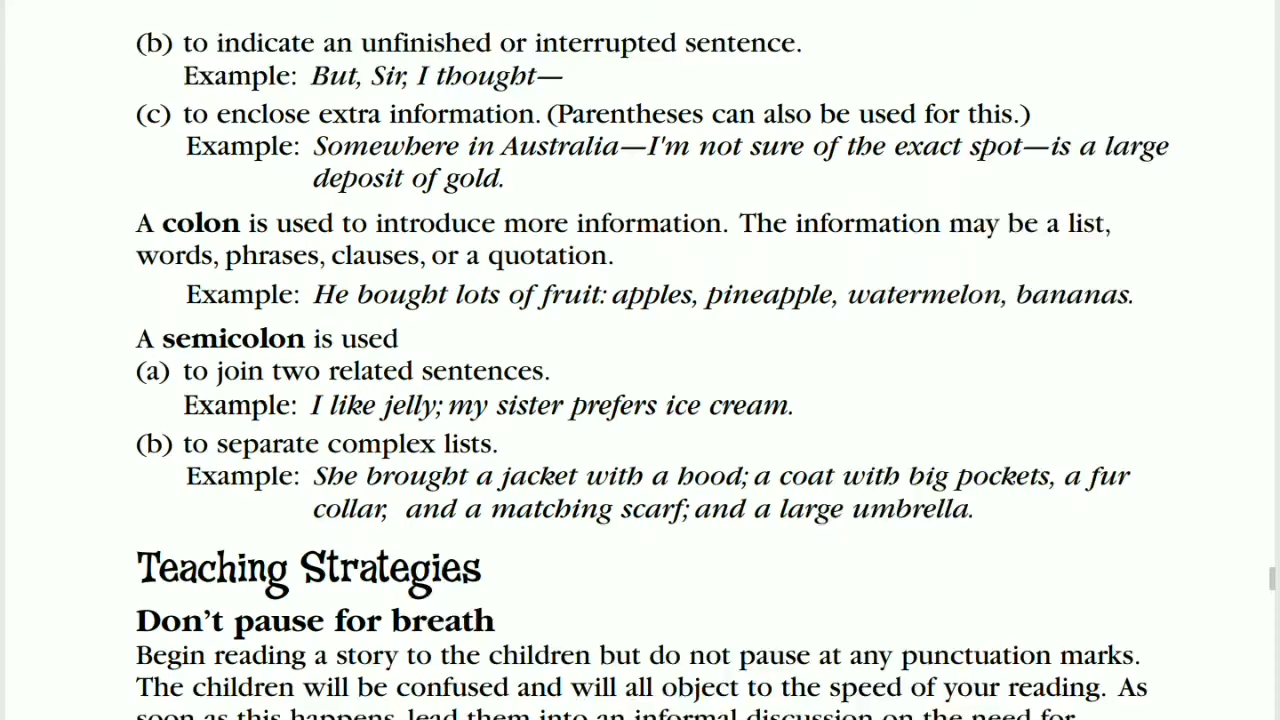 (b) to indicate an unfinished or interrupted sentence.
Example: But, Sir, I thought—
(c) to enclose extra information. (Parentheses can also be used for this.)
Example: Somewhere in Australia—I'm not sure of the exact spot—is a large
deposit of gold.
A colon is used to introduce more information. The information may be a list,
words, phrases, clauses, or a quotation.
Example: He bought lots of fruit: apples, pineapple, watermelon, bananas.
A semicolon is used
(a) to join two related sentences.
Example: I like jelly; my sister prefers ice cream.
(b) to separate complex lists.
Example: She brought a jacket with a hood; a coat with big pockets, a fur
collar, and a matching scarf; and a large umbrella.
Teaching Strategies
Don't pause for breath
Begin reading a story to the children but do not pause at any punctuation marks.
The children will be confused and will all object to the speed of your reading. As
soon as this happens, lead them into an informal discussion on the need for